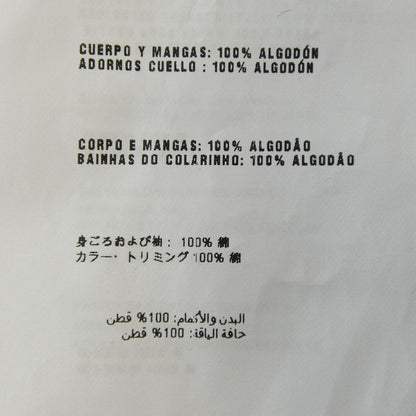 CUERPO Y MANGAS: 100% ALGODÓN
ADORNOS CUELLO : 100% ALGODÓN
CORPO E MANGAS: 100% ALGODÃO
BAINHAS DO COLARINHO: 100% ALGODÃO
身ごろおよび袖： 100% 綿
カラー・トリミング 100% 綿
البدن والأكمام: 100% قطن
حافة الياقة: 100% قطن